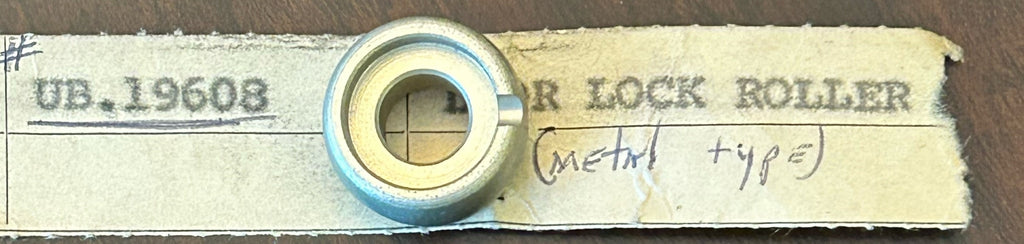 #
UB.19608 LOCK ROLLER
(METAL TYPE)